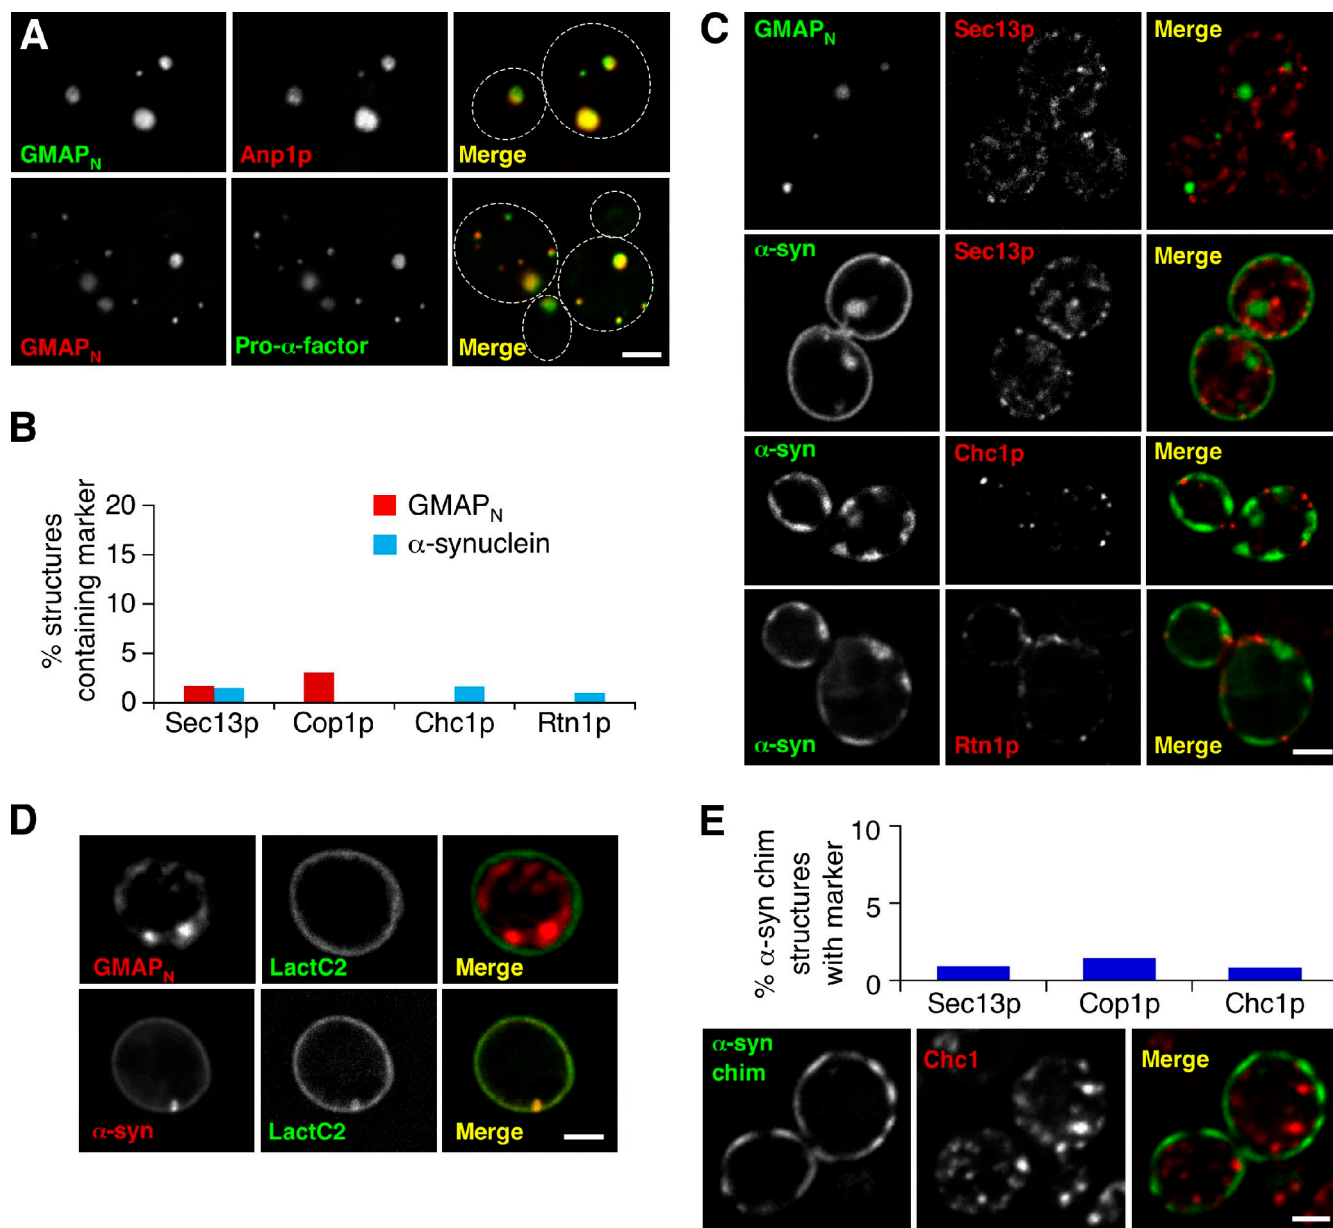 A
GMAPN
Anp1p
Merge
GMAPN
Pro-α-factor
Merge
B
% structures
containing marker
20
15
10
5
0
GMAPN
α-synuclein
Sec13p
Cop1p
Chc1p
Rtn1p
C
GMAPN
Sec13p
Merge
α-syn
Sec13p
Merge
α-syn
Chc1p
Merge
α-syn
Rtn1p
Merge
D
GMAPN
LactC2
Merge
α-syn
LactC2
Merge
E
% α-syn chim
structures
with marker
10
5
0
Sec13p
Cop1p
Chc1p
α-syn
chim
Chc1
Merge